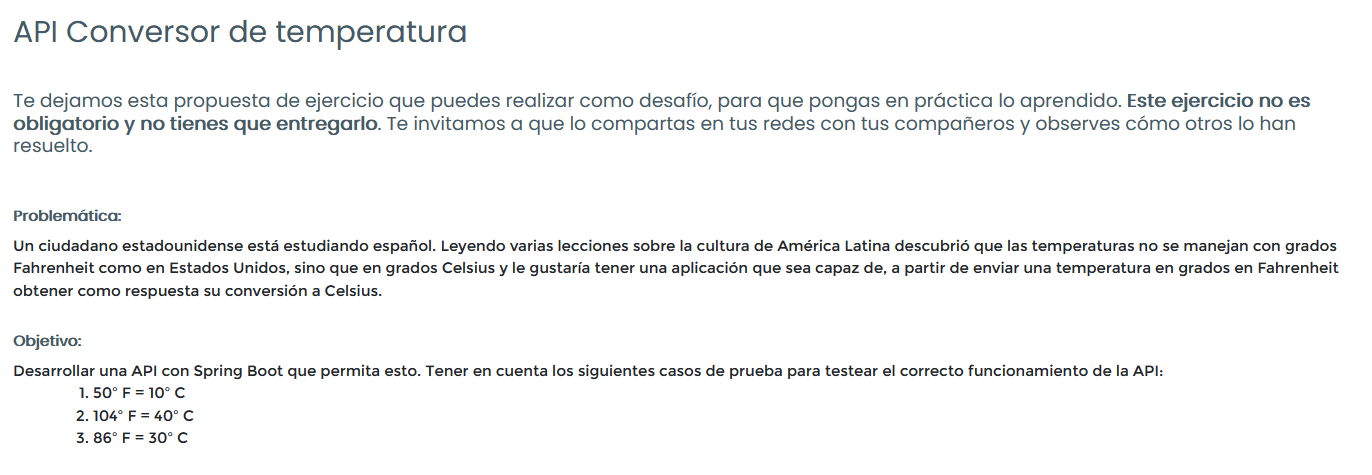 API Conversor de temperatura
Te dejamos esta propuesta de ejercicio que puedes realizar como desafío, para que pongas en práctica lo aprendido. Este ejercicio no es
obligatorio y no tienes que entregarlo. Te invitamos a que lo compartas en tus redes con tus compañeros y observes cómo otros lo han
resuelto.
Problemática:
Un ciudadano estadounidense está estudiando español. Leyendo varias lecciones sobre la cultura de América Latina descubrió que las temperaturas no se manejan con grados
Fahrenheit como en Estados Unidos, sino que en grados Celsius y le gustaría tener una aplicación que sea capaz de, a partir de enviar una temperatura en grados en Fahrenheit
obtener como respuesta su conversión a Celsius.
Objetivo:
Desarrollar una API con Spring Boot que permita esto. Tener en cuenta los siguientes casos de prueba para testear el correcto funcionamiento de la API:
1. 50° F = 10° C
2. 104° F = 40° C
3. 86° F = 30° C